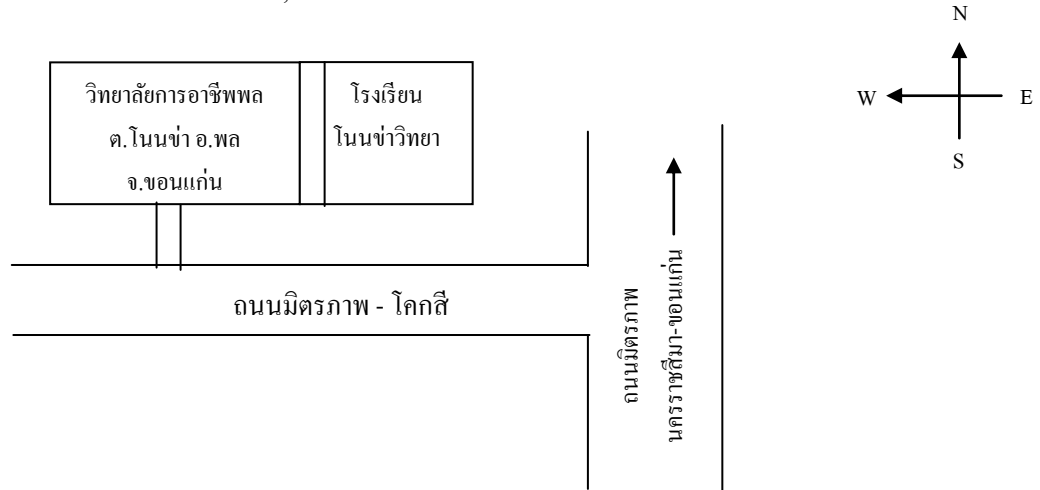 N
W E
S
วิทยาลัยการอาชีพพล
ต.โนนข่า อ.พล
จ.ขอนแก่น
โรงเรียน
โนนข่าวิทยา
ถนนมิตรภาพ - โคกสี
ถนนมิตรภาพ
นครราชสีมา-ขอนแก่น